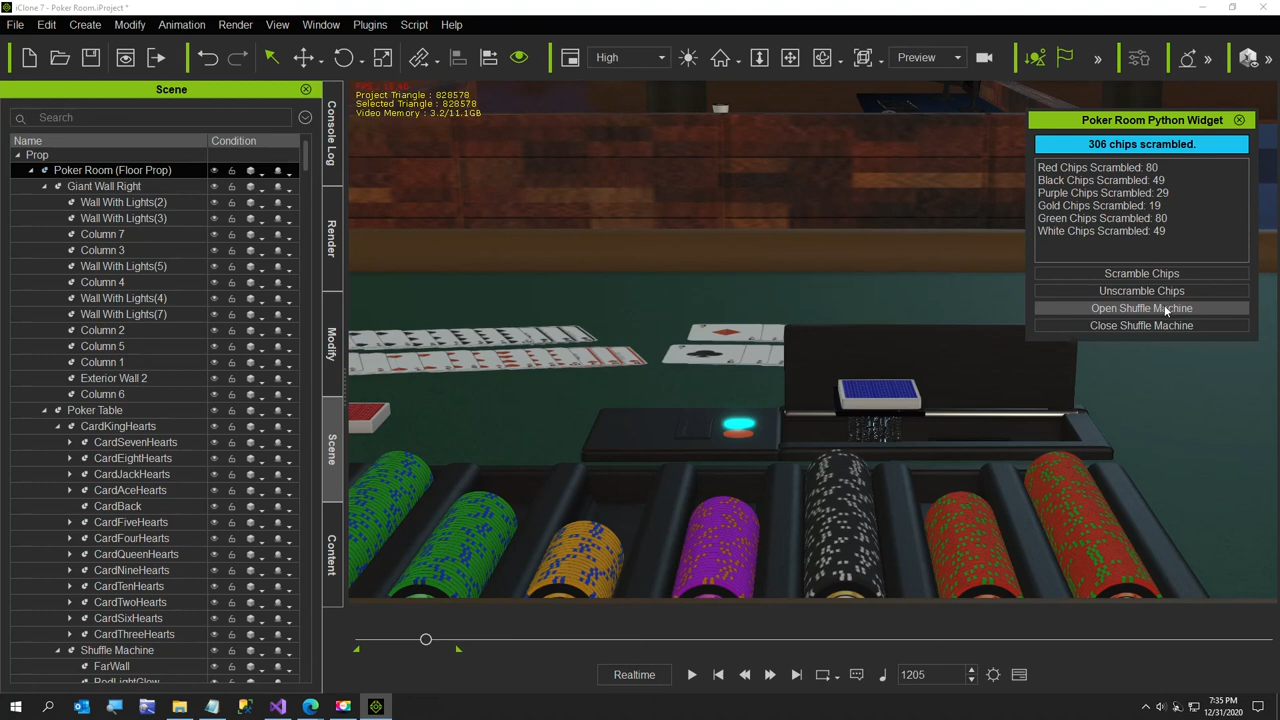 iClone 7 - Poker Room.iProject *
File Edit Create Modify Animation Render View Window Plugins Script Help
High
Preview
Scene
Search
Name Condition
Prop
Poker Room (Floor Prop)
Giant Wall Right
Wall With Lights(2)
Wall With Lights(3)
Column 7
Column 3
Wall With Lights(5)
Column 4
Wall With Lights(4)
Wall With Lights(7)
Column 2
Column 5
Column 1
Exterior Wall 2
Column 6
Poker Table
CardKingHearts
CardSevenHearts
CardEightHearts
CardJackHearts
CardAceHearts
CardBack
CardFiveHearts
CardFourHearts
CardQueenHearts
CardNineHearts
CardTenHearts
CardTwoHearts
CardSixHearts
CardThreeHearts
Shuffle Machine
FarWall
RedLightGlow
Console Log
Render
Modify
Scene
Content
Project Triangle : 828578
Selected Triangle : 828578
Video Memory : 3.2/11.1GB
Poker Room Python Widget
306 chips scrambled.
Red Chips Scrambled: 80
Black Chips Scrambled: 49
Purple Chips Scrambled: 29
Gold Chips Scrambled: 19
Green Chips Scrambled: 80
White Chips Scrambled: 49
Scramble Chips
Unscramble Chips
Open Shuffle Machine
Close Shuffle Machine
Realtime
1205
7:35 PM
12/31/2020